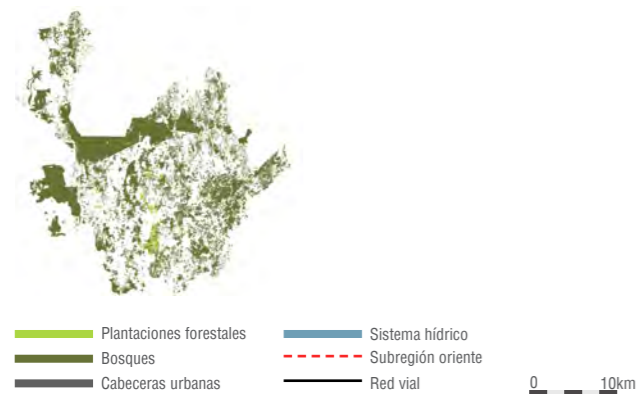 Plantaciones forestales
Bosques
Cabeceras urbanas
Sistema hídrico
Subregión oriente
Red vial
0 10km